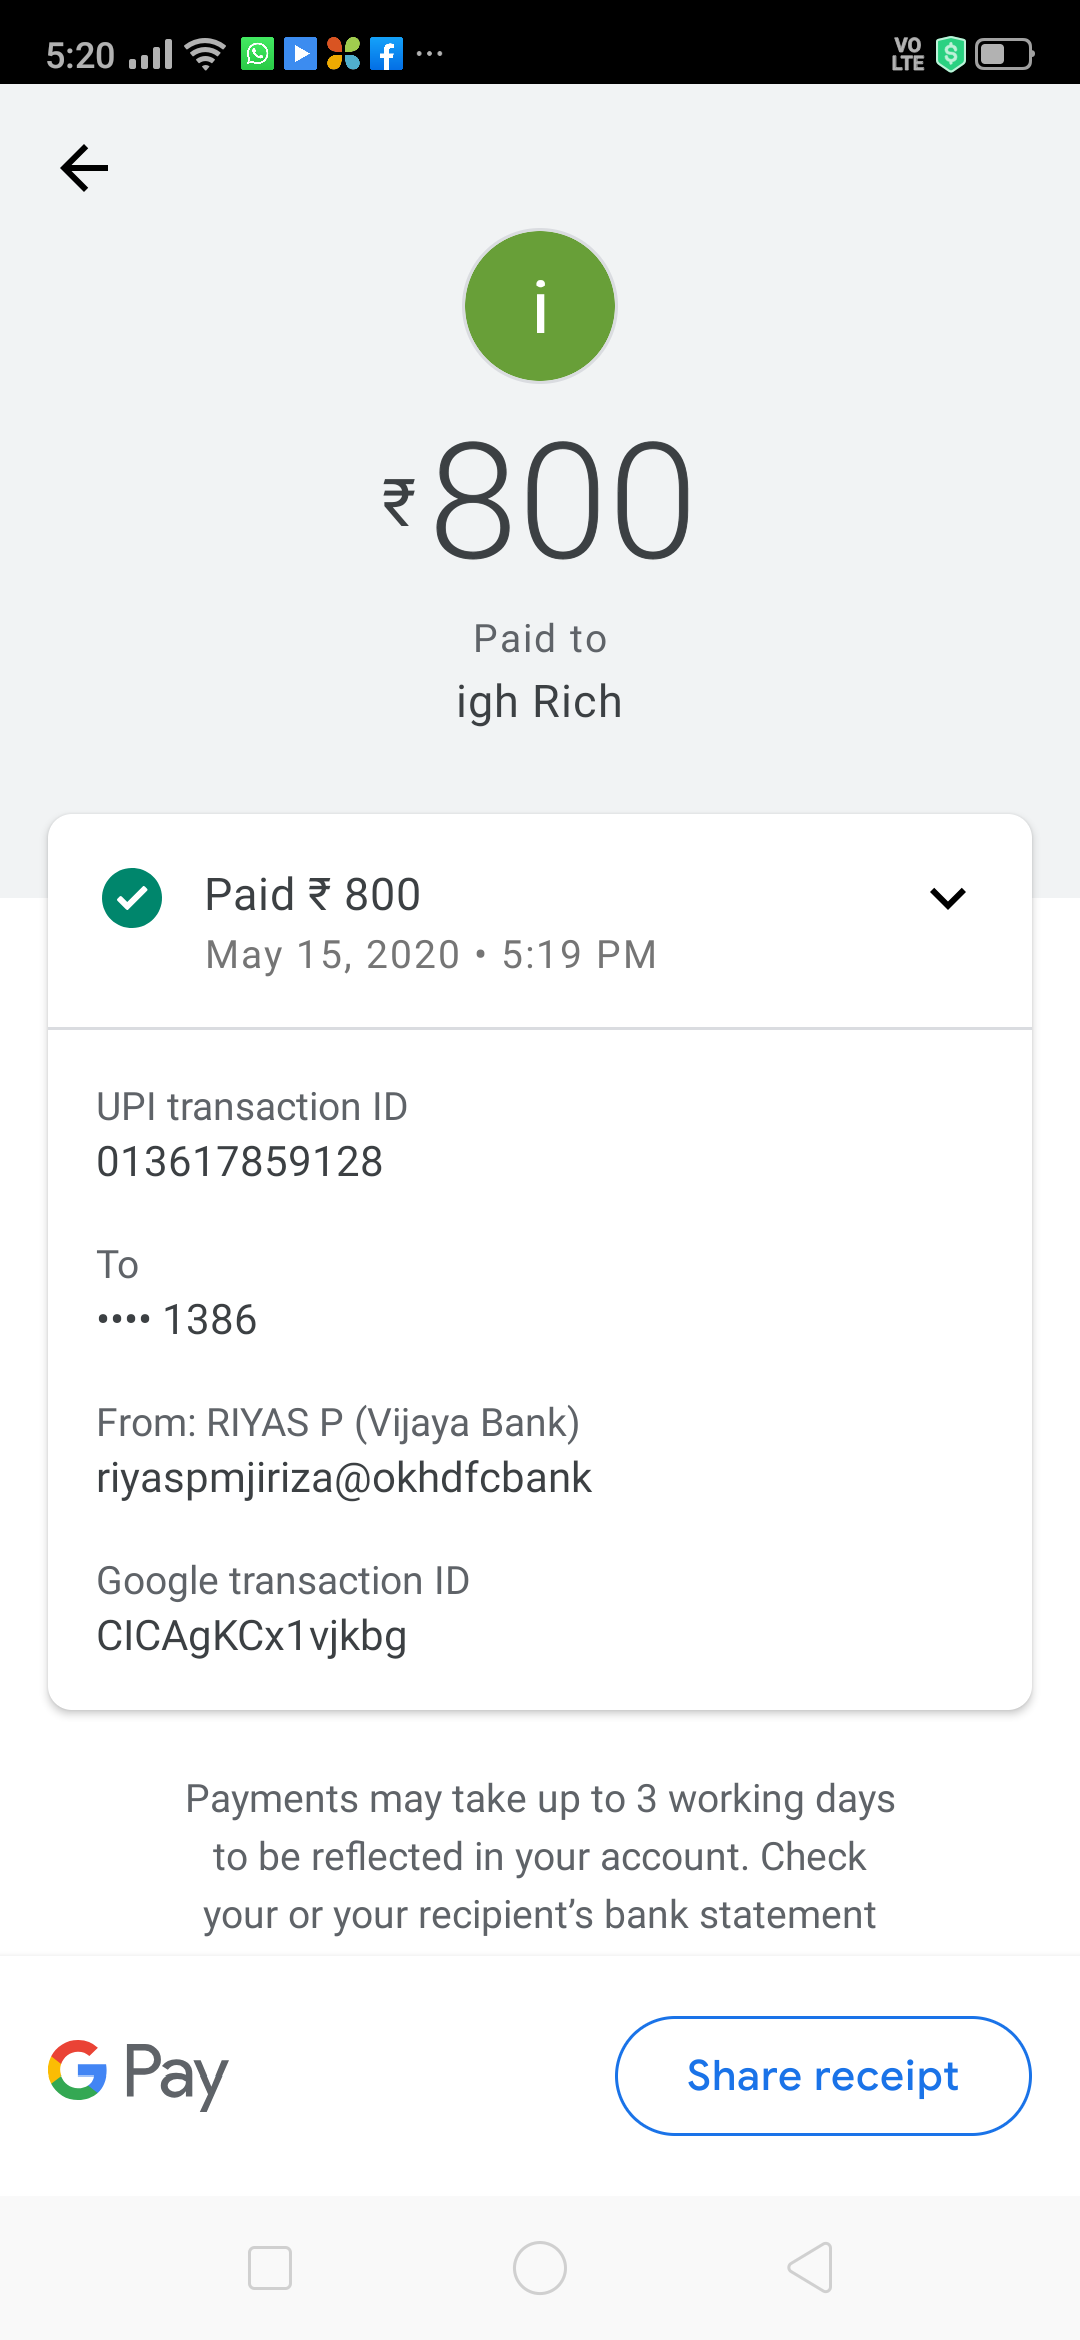 5:20
VO
LTE
i
₹800
Paid to
igh Rich
Paid ₹ 800
May 15, 2020 • 5:19 PM
UPI transaction ID
013617859128
To
•••• 1386
From: RIYAS P (Vijaya Bank)
riyaspmjiriza@okhdfcbank
Google transaction ID
CICAgKCx1vjkbg
Payments may take up to 3 working days
to be reflected in your account. Check
your or your recipient’s bank statement
G Pay
Share receipt